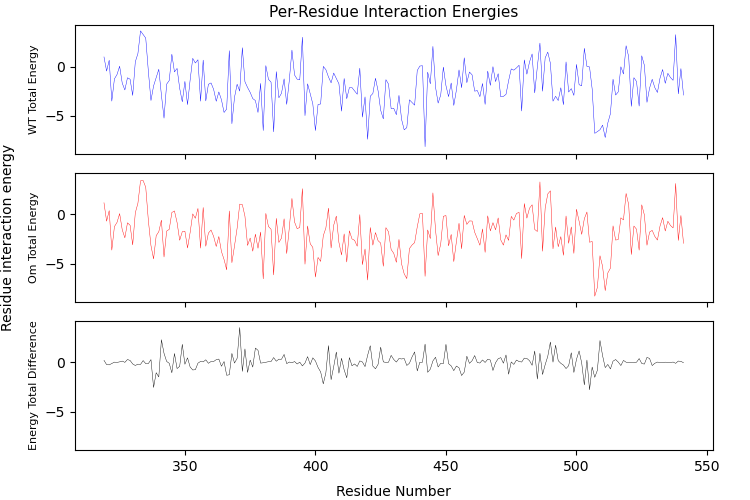 Per-Residue Interaction Energies
Residue interaction energy
WT Total Energy
0
−5
Om Total Energy
0
−5
Energy Total Difference
0
−5
350
400
450
500
550
Residue Number